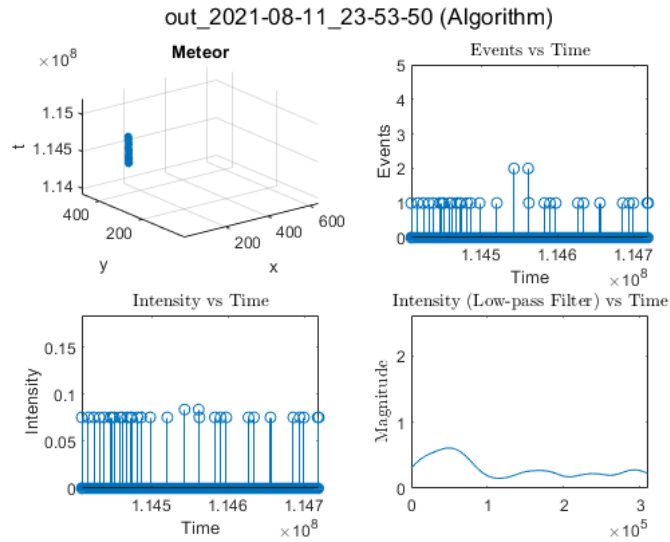 out_2021-08-11_23-53-50 (Algorithm)
Meteor
×10^8
1.15
1.145
1.14
t
400
200
y
200
400
600
x
Events vs Time
5
4
3
2
1
0
Events
1.145
1.146
1.147
Time
×10^8
Intensity vs Time
0.15
0.1
0.05
0
Intensity
1.145
1.146
1.147
Time
×10^8
Intensity (Low-pass Filter) vs Time
2
1
0
Magnitude
0
1
2
3
×10^5